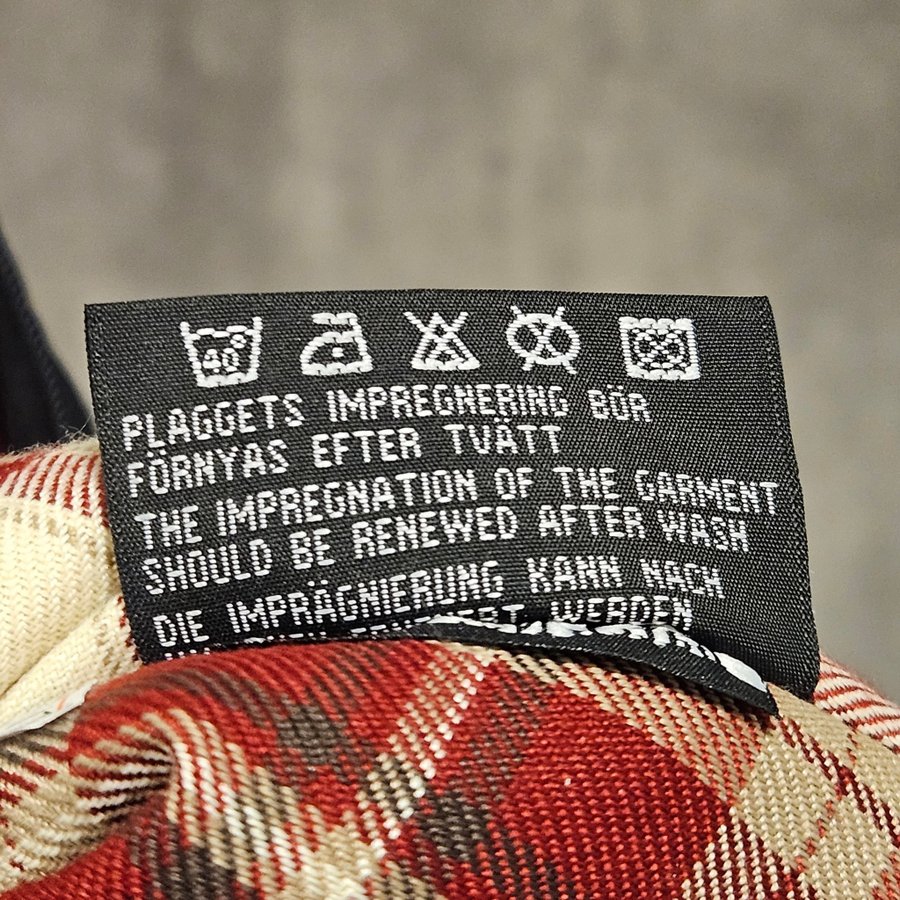 40°
PLAGGETS IMPREGNERING BÖR
FÖRNYAS EFTER TVÄTT
THE IMPREGNATION OF THE GARMENT
SHOULD BE RENEWED AFTER WASH
DIE IMPRÄGNIERUNG KANN NACH
WERDEN